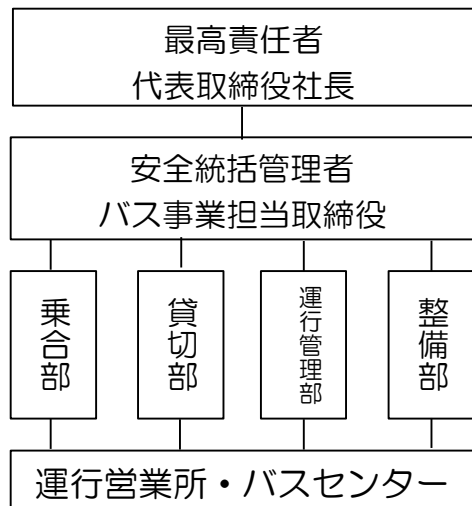 最高責任者
代表取締役社長
安全統括管理者
バス事業担当取締役
乗合部
貸切部
運行管理部
整備部
運行営業所・バスセンター